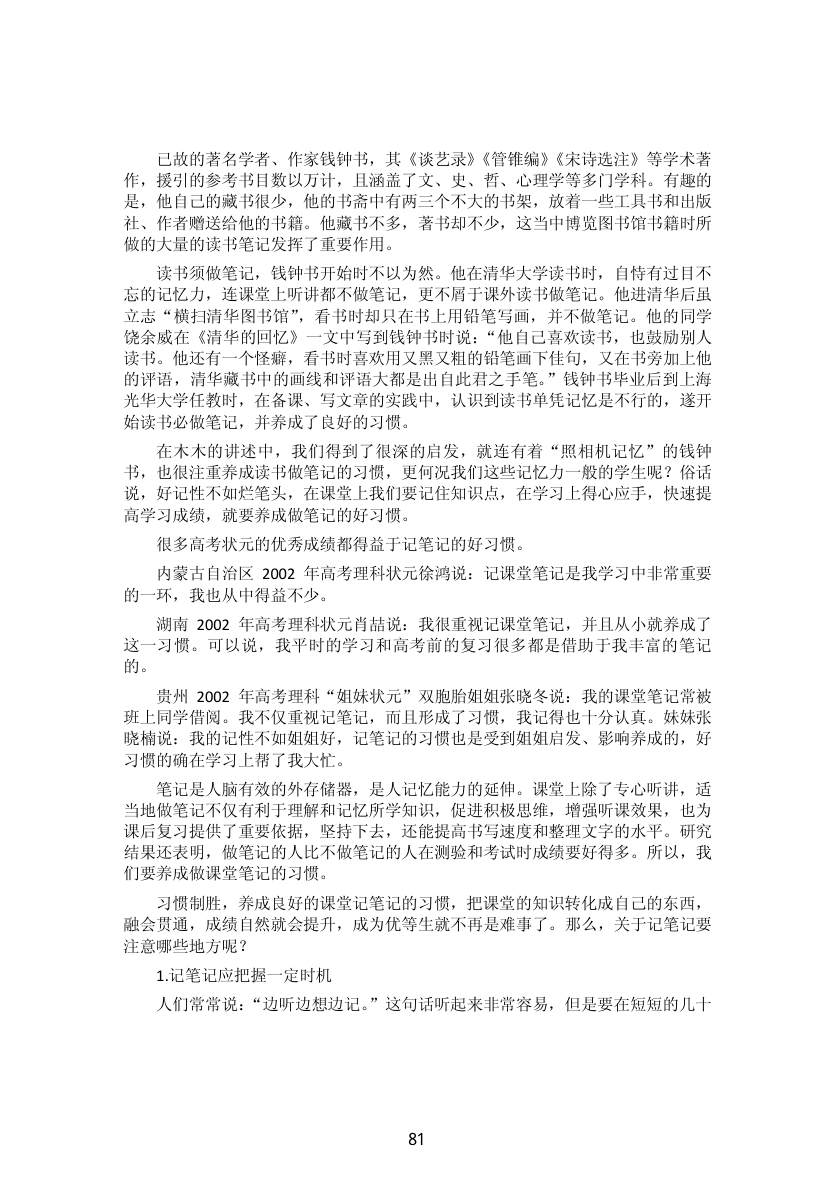 已故的著名学者、作家钱钟书，其《谈艺录》《管锥编》《宋诗选注》等学术著
作，援引的参考书目数以万计，且涵盖了文、史、哲、心理学等多门学科。有趣的
是，他自己的藏书很少，他的书斋中有两三个不大的书架，放着一些工具书和出版
社、作者赠送给他的书籍。他藏书不多，著书却不少，这当中博览图书馆书籍时所
做的大量的读书笔记发挥了重要作用。
读书须做笔记，钱钟书开始时不以为然。他在清华大学读书时，自恃有过目不
忘的记忆力，连课堂上听讲都不做笔记，更不屑于课外读书做笔记。他进清华后虽
立志“横扫清华图书馆”，看书时却只在书上用铅笔写画，并不做笔记。他的同学
饶余威在《清华的回忆》一文中写到钱钟书时说：“他自己喜欢读书，也鼓励别人
读书。他还有一个怪癖，看书时喜欢用又黑又粗的铅笔画下佳句，又在书旁加上他
的评语，清华藏书中的画线和评语大都是出自此君之手笔。”钱钟书毕业后到上海
光华大学任教时，在备课、写文章的实践中，认识到读书单凭记忆是不行的，遂开
始读书必做笔记，并养成了良好的习惯。
在木木的讲述中，我们得到了很深的启发，就连有着“照相机记忆”的钱钟
书，也很注重养成读书做笔记的习惯，更何况我们这些记忆力一般的学生呢？俗话
说，好记性不如烂笔头，在课堂上我们要记住知识点，在学习上得心应手，快速提
高学习成绩，就要养成做笔记的好习惯。
很多高考状元的优秀成绩都得益于记笔记的好习惯。
内蒙古自治区 2002 年高考理科状元徐鸿说：记课堂笔记是我学习中非常重要
的一环，我也从中得益不少。
湖南 2002 年高考理科状元肖喆说：我很重视记课堂笔记，并且从小就养成了
这一习惯。可以说，我平时的学习和高考前的复习很多都是借助于我丰富的笔记
的。
贵州 2002 年高考理科“姐妹状元”双胞胎姐姐张晓冬说：我的课堂笔记常被
班上同学借阅。我不仅重视记笔记，而且形成了习惯，我记得也十分认真。妹妹张
晓楠说：我的记性不如姐姐好，记笔记的习惯也是受到姐姐启发、影响养成的，好
习惯的确在学习上帮了我大忙。
笔记是人脑有效的外存储器，是人记忆能力的延伸。课堂上除了专心听讲，适
当地做笔记不仅有利于理解和记忆所学知识，促进积极思维，增强听课效果，也为
课后复习提供了重要依据，坚持下去，还能提高书写速度和整理文字的水平。研究
结果还表明，做笔记的人比不做笔记的人在测验和考试时成绩要好得多。所以，我
们要养成做课堂笔记的习惯。
习惯制胜，养成良好的课堂记笔记的习惯，把课堂的知识转化成自己的东西，
融会贯通，成绩自然就会提升，成为优等生就不再是难事了。那么，关于记笔记要
注意哪些地方呢？
1.记笔记应把握一定时机
人们常常说：“边听边想边记。”这句话听起来非常容易，但是要在短短的几十
81